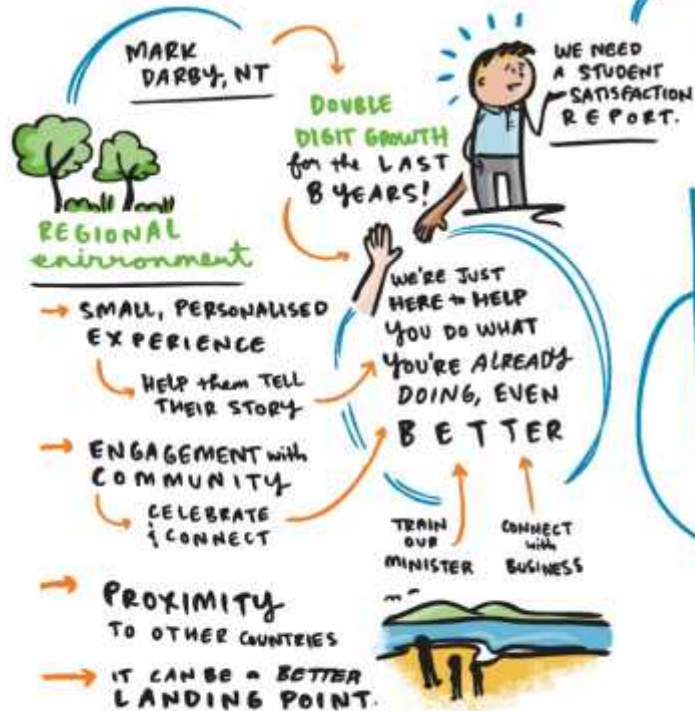 MARK
DARBY, NT
DOUBLE
DIGIT GROWTH
for the LAST
8 YEARS!
WE NEED
A STUDENT
SATISFACTION
REPORT.
REGIONAL
enirronment
→ SMALL, PERSONALISED
EXPERIENCE
HELP them TELL
THEIR STORY
→ ENGAGEMENT with
COMMUNITY
CELEBRATE
& CONNECT
→ PROXIMITY
TO OTHER COUNTRIES
→ IT CAN BE a BETTER
LANDING POINT.
WE'RE JUST
HERE to HELP
YOU DO WHAT
YOU'RE ALREADY
DOING, EVEN
BETTER
TRAIN
OUR
MINISTER
CONNECT
with
BUSINESS